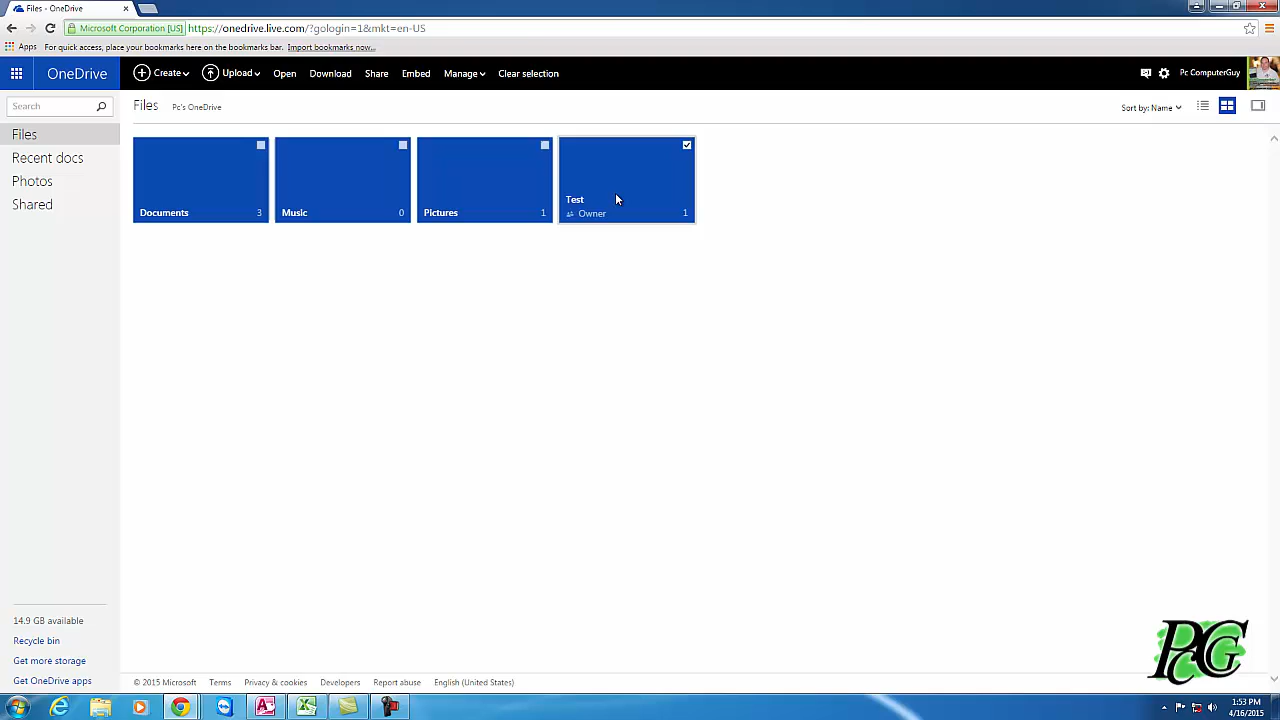 Files - OneDrive
Microsoft Corporation [US] https://onedrive.live.com/?gologin=1&mkt=en-US
Apps For quick access, place your bookmarks here on the bookmarks bar. Import bookmarks now...
OneDrive Create Upload Open Download Share Embed Manage Clear selection Pc ComputerGuy
Search
Files Pc's OneDrive Sort by: Name
Files
Recent docs
Photos
Shared
Documents 3
Music 0
Pictures 1
Test
Owner 1
14.9 GB available
Recycle bin
Get more storage
Get OneDrive apps
© 2015 Microsoft Terms Privacy & cookies Developers Report abuse English (United States)
PCG
1:53 PM
4/16/2015